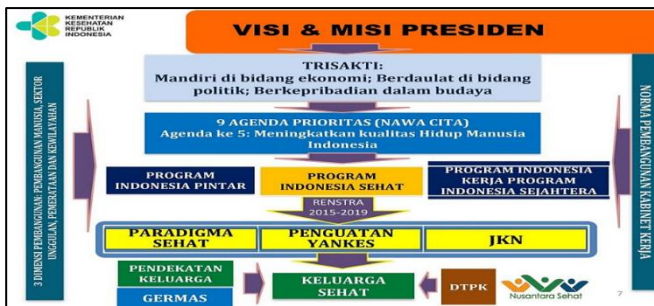 KEMENTERIAN
KESEHATAN
REPUBLIK
INDONESIA
VISI & MISI PRESIDEN
TRISAKTI:
Mandiri di bidang ekonomi; Berdaulat di bidang
politik; Berkepribadian dalam budaya
9 AGENDA PRIORITAS (NAWA CITA)
Agenda ke 5: Meningkatkan kualitas Hidup Manusia
Indonesia
3 DIMENSI PEMBANGUNAN: PEMBANGUNAN MANUSIA, SEKTOR
UNGGULAN, PEMERATAAN DAN KEWILAYAHAN
NORMA PEMBANGUNAN KABINET KERJA
PROGRAM
INDONESIA PINTAR
PROGRAM
INDONESIA SEHAT
PROGRAM INDONESIA
KERJA PROGRAM
INDONESIA SEJAHTERA
RENSTRA
2015-2019
PARADIGMA
SEHAT
PENGUATAN
YANKES
JKN
PENDEKATAN
KELUARGA
GERMAS
KELUARGA
SEHAT
DTPK
Nusantara Sehat
7